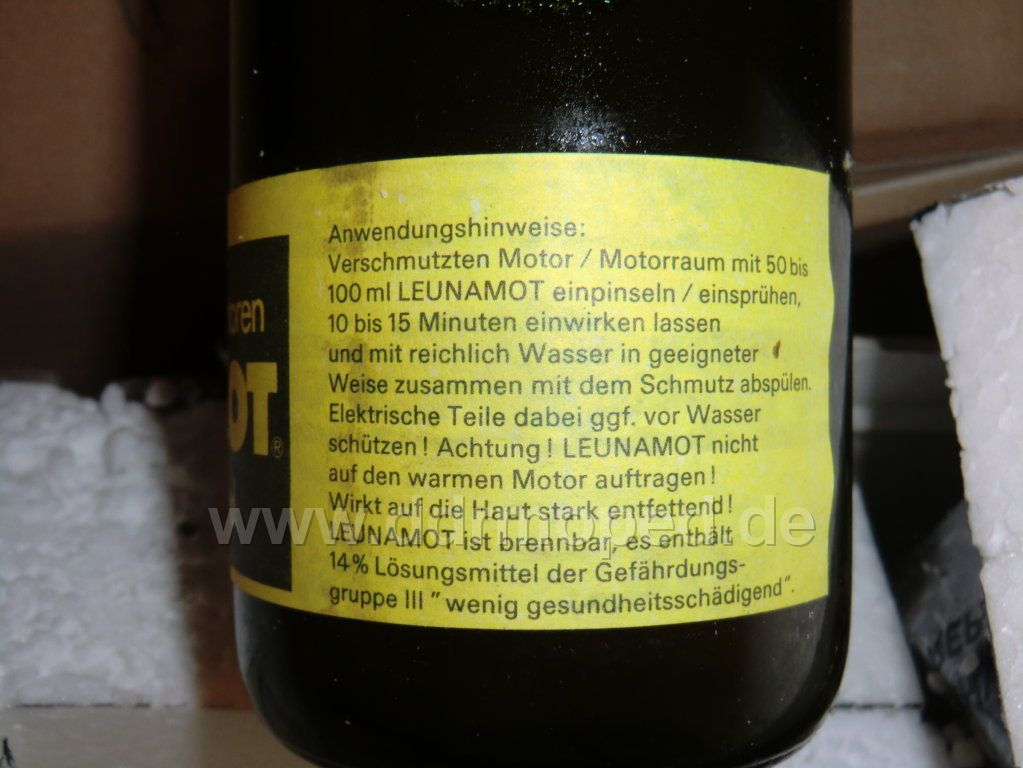 Anwendungshinweise:
Verschmutzten Motor / Motorraum mit 50 bis
100 ml LEUNAMOT einpinseln / einsprühen,
10 bis 15 Minuten einwirken lassen
und mit reichlich Wasser in geeigneter
Weise zusammen mit dem Schmutz abspülen.
Elektrische Teile dabei ggf. vor Wasser
schützen! Achtung! LEUNAMOT nicht
auf den warmen Motor auftragen!
Wirkt auf die Haut stark entfettend!
LEUNAMOT ist brennbar, es enthält
14% Lösungsmittel der Gefährdungs-
gruppe III "wenig gesundheitsschädigend".
oren
OT®